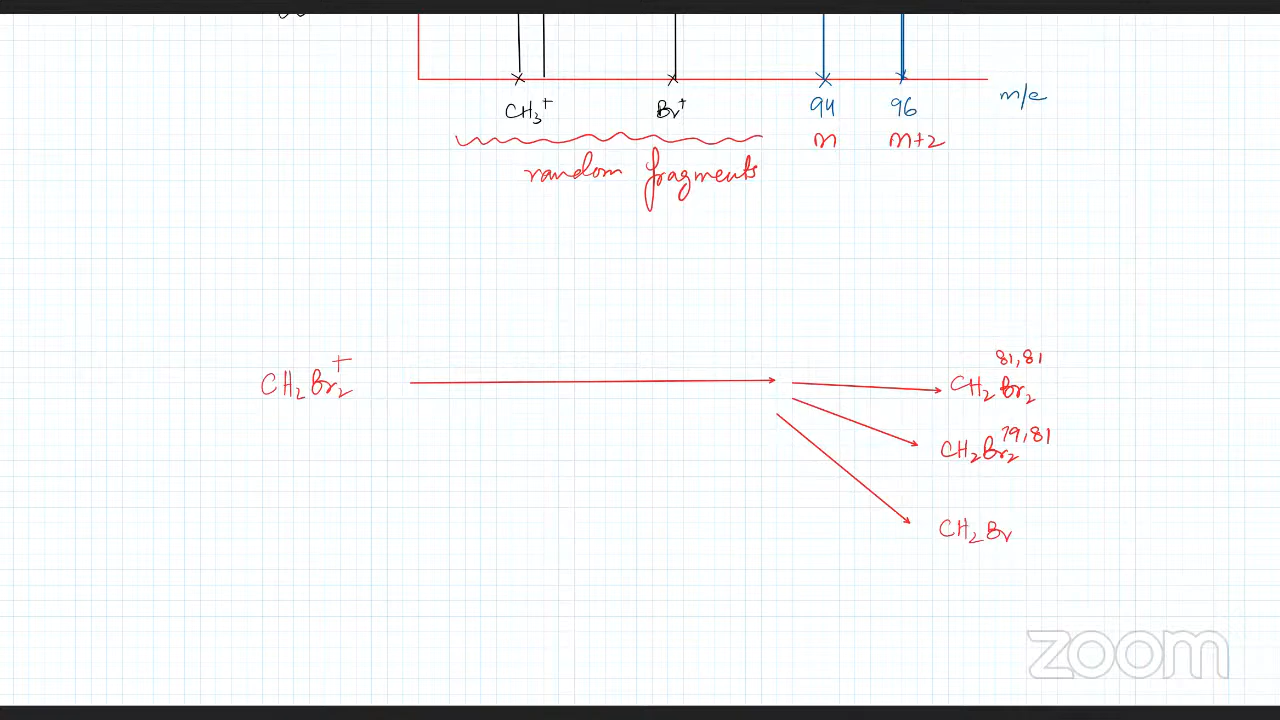 CH₃⁺ Br⁺ 94 96 m/e
m m+2
random fragments
CH₂Br₂⁺ CH₂Br₂ 81,81
CH₂Br₂ 79,81
CH₂Br
zoom